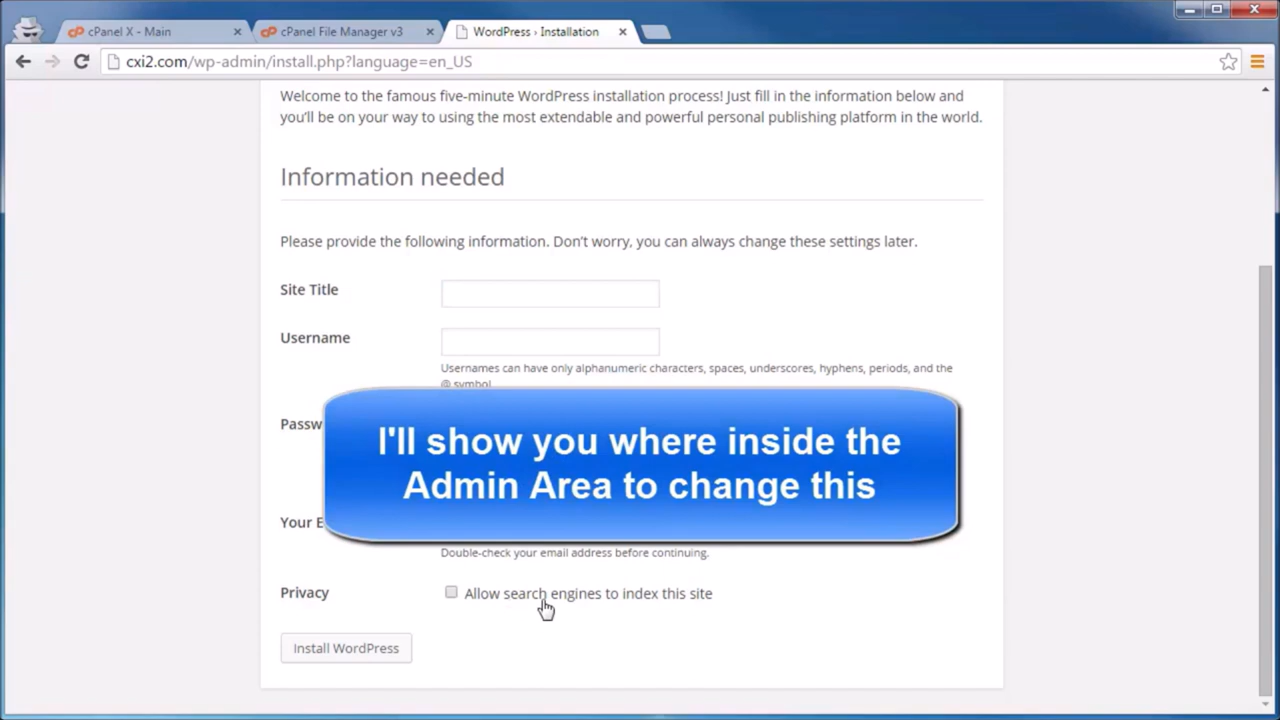 cPanel X - Main
cPanel File Manager v3
WordPress › Installation
cxi2.com/wp-admin/install.php?language=en_US
Welcome to the famous five-minute WordPress installation process! Just fill in the information below and
you'll be on your way to using the most extendable and powerful personal publishing platform in the world.
Information needed
Please provide the following information. Don't worry, you can always change these settings later.
Site Title
Username
Usernames can have only alphanumeric characters, spaces, underscores, hyphens, periods, and the
@ symbol
Passw
I'll show you where inside the
Admin Area to change this
Your E
Double-check your email address before continuing.
Privacy
Allow search engines to index this site
Install WordPress